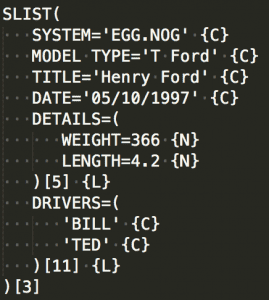 SLIST(
    SYSTEM='EGG.NOG' {C}
    MODEL TYPE='T Ford' {C}
    TITLE='Henry Ford' {C}
    DATE='05/10/1997' {C}
    DETAILS=(
        WEIGHT=366 {N}
        LENGTH=4.2 {N}
    )[5] {L}
    DRIVERS=(
        'BILL' {C}
        'TED' {C}
    )[11] {L}
)[3]